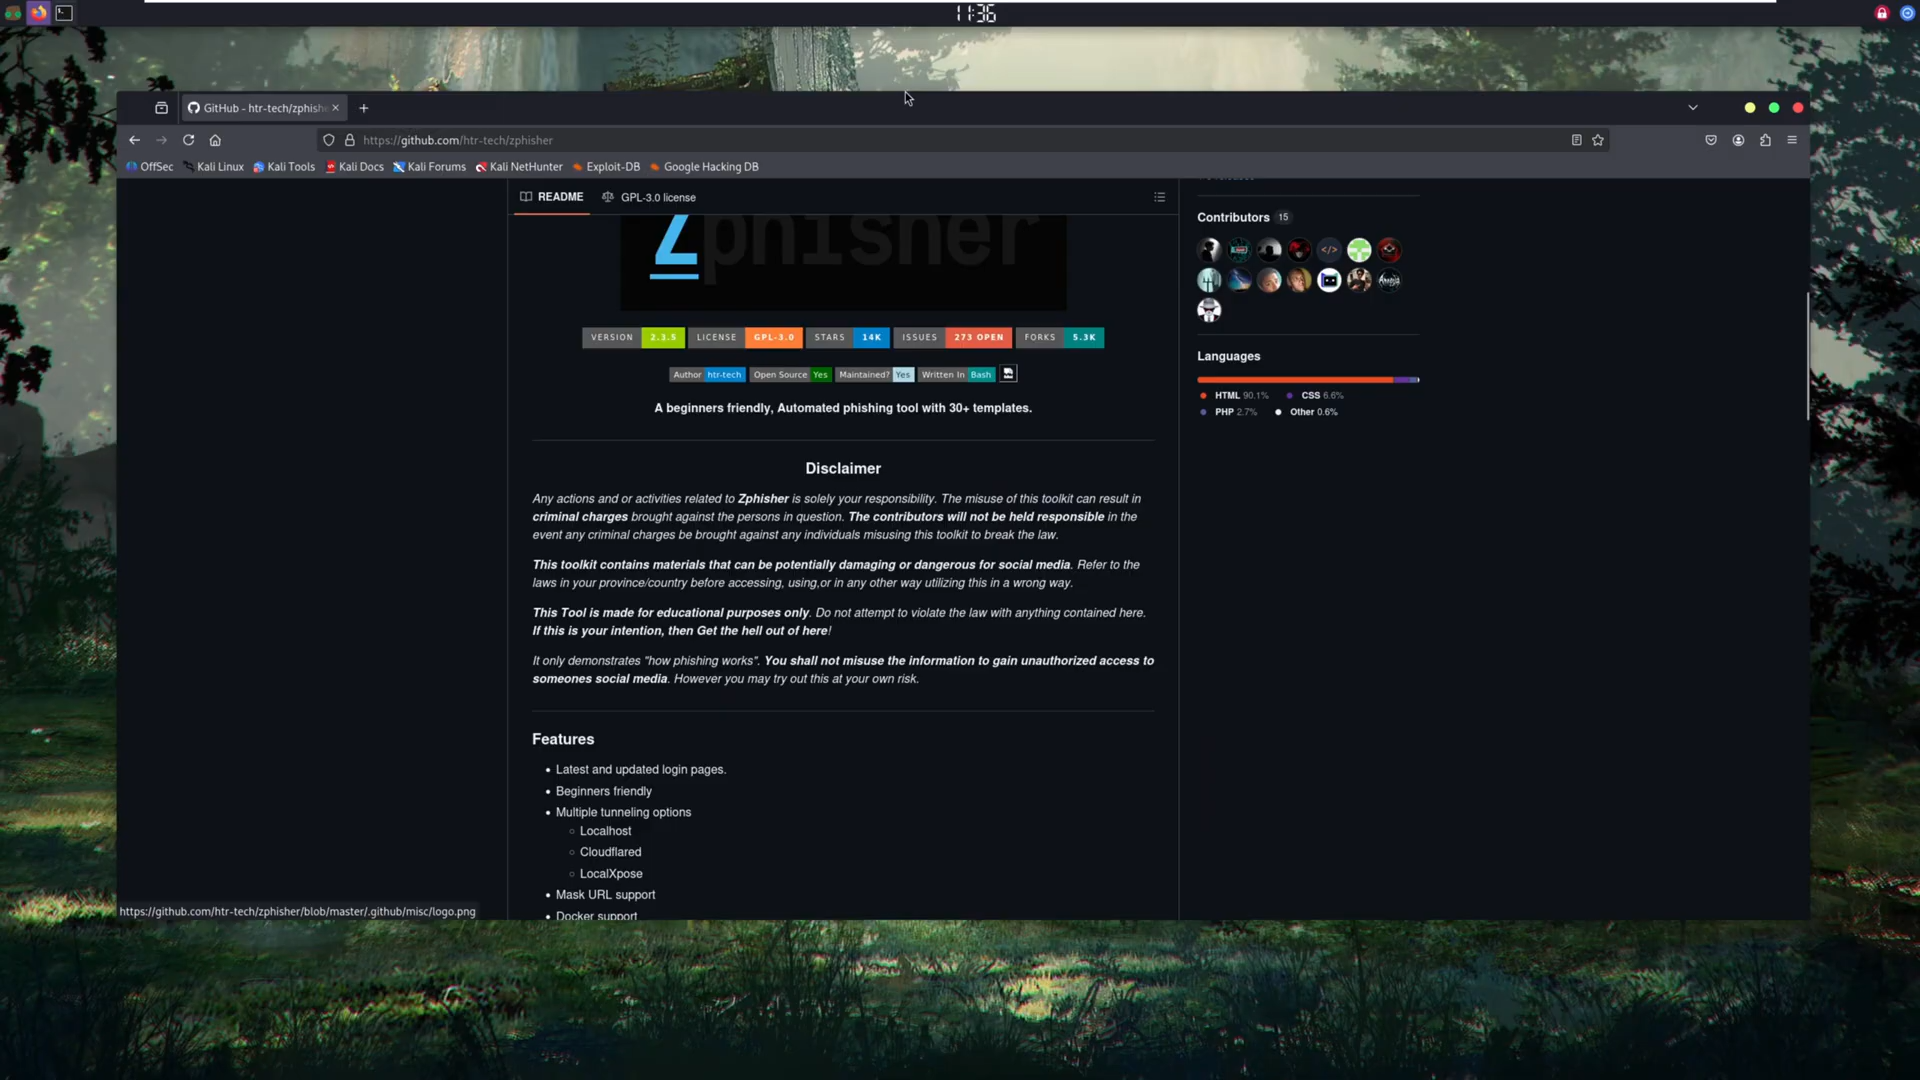 11:36
GitHub - htr-tech/zphish
https://github.com/htr-tech/zphisher
OffSec Kali Linux Kali Tools Kali Docs Kali Forums Kali NetHunter Exploit-DB Google Hacking DB
README GPL-3.0 license
Zphisher
VERSION 2.3.5 LICENSE GPL-3.0 STARS 14K ISSUES 273 OPEN FORKS 5.3K
Author htr-tech Open Source Yes Maintained? Yes Written In Bash
A beginners friendly, Automated phishing tool with 30+ templates.
Disclaimer
Any actions and or activities related to Zphisher is solely your responsibility. The misuse of this toolkit can result in
criminal charges brought against the persons in question. The contributors will not be held responsible in the
event any criminal charges be brought against any individuals misusing this toolkit to break the law.
This toolkit contains materials that can be potentially damaging or dangerous for social media. Refer to the
laws in your province/country before accessing, using,or in any other way utilizing this in a wrong way.
This Tool is made for educational purposes only. Do not attempt to violate the law with anything contained here.
If this is your intention, then Get the hell out of here!
It only demonstrates "how phishing works". You shall not misuse the information to gain unauthorized access to
someones social media. However you may try out this at your own risk.
Features
Latest and updated login pages.
Beginners friendly
Multiple tunneling options
Localhost
Cloudflared
LocalXpose
Mask URL support
Docker support
Contributors 15
Languages
HTML 90.1% CSS 6.6%
PHP 2.7% Other 0.6%
https://github.com/htr-tech/zphisher/blob/master/.github/misc/logo.png